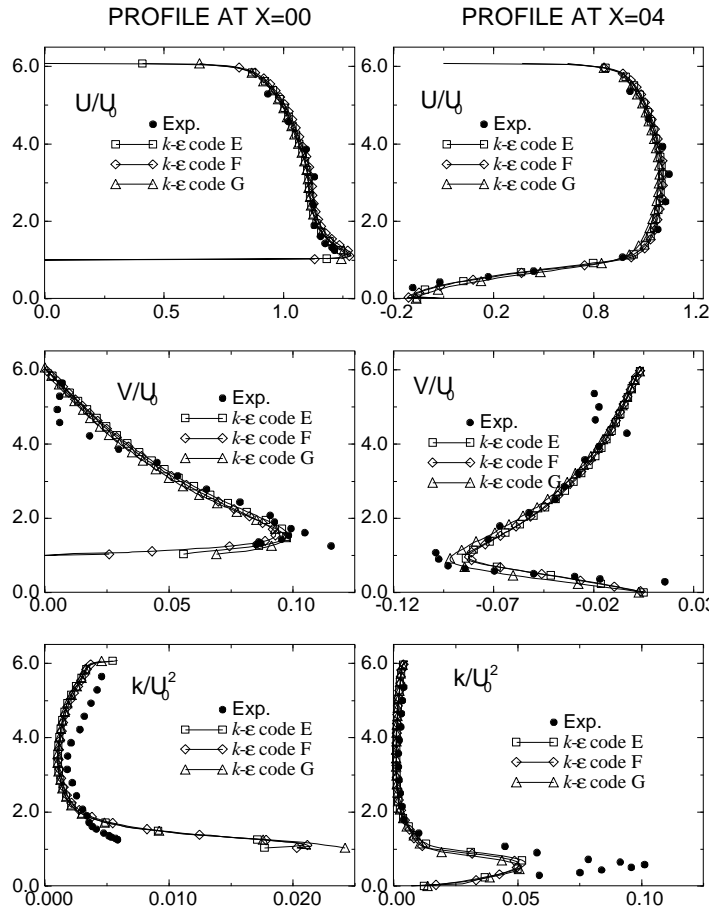 PROFILE AT X=00
PROFILE AT X=04
6.0
4.0
2.0
0.0
0.0
1.0
U/U0
Exp.
k-ε code E
k-ε code F
k-ε code G
6.0
4.0
2.0
0.0
-0.2
0.2
0.8
1.2
U/U0
Exp.
k-ε code E
k-ε code F
k-ε code G
6.0
4.0
2.0
0.0
0.00
0.05
0.10
V/U0
Exp.
k-ε code E
k-ε code F
k-ε code G
6.0
4.0
2.0
0.0
-0.12
-0.07
-0.02
0.03
V/U0
Exp.
k-ε code E
k-ε code F
k-ε code G
6.0
4.0
2.0
0.0
0.000
0.010
0.020
k/U0²
Exp.
k-ε code E
k-ε code F
k-ε code G
6.0
4.0
2.0
0.0
0.00
0.05
0.10
k/U0²
Exp.
k-ε code E
k-ε code F
k-ε code G